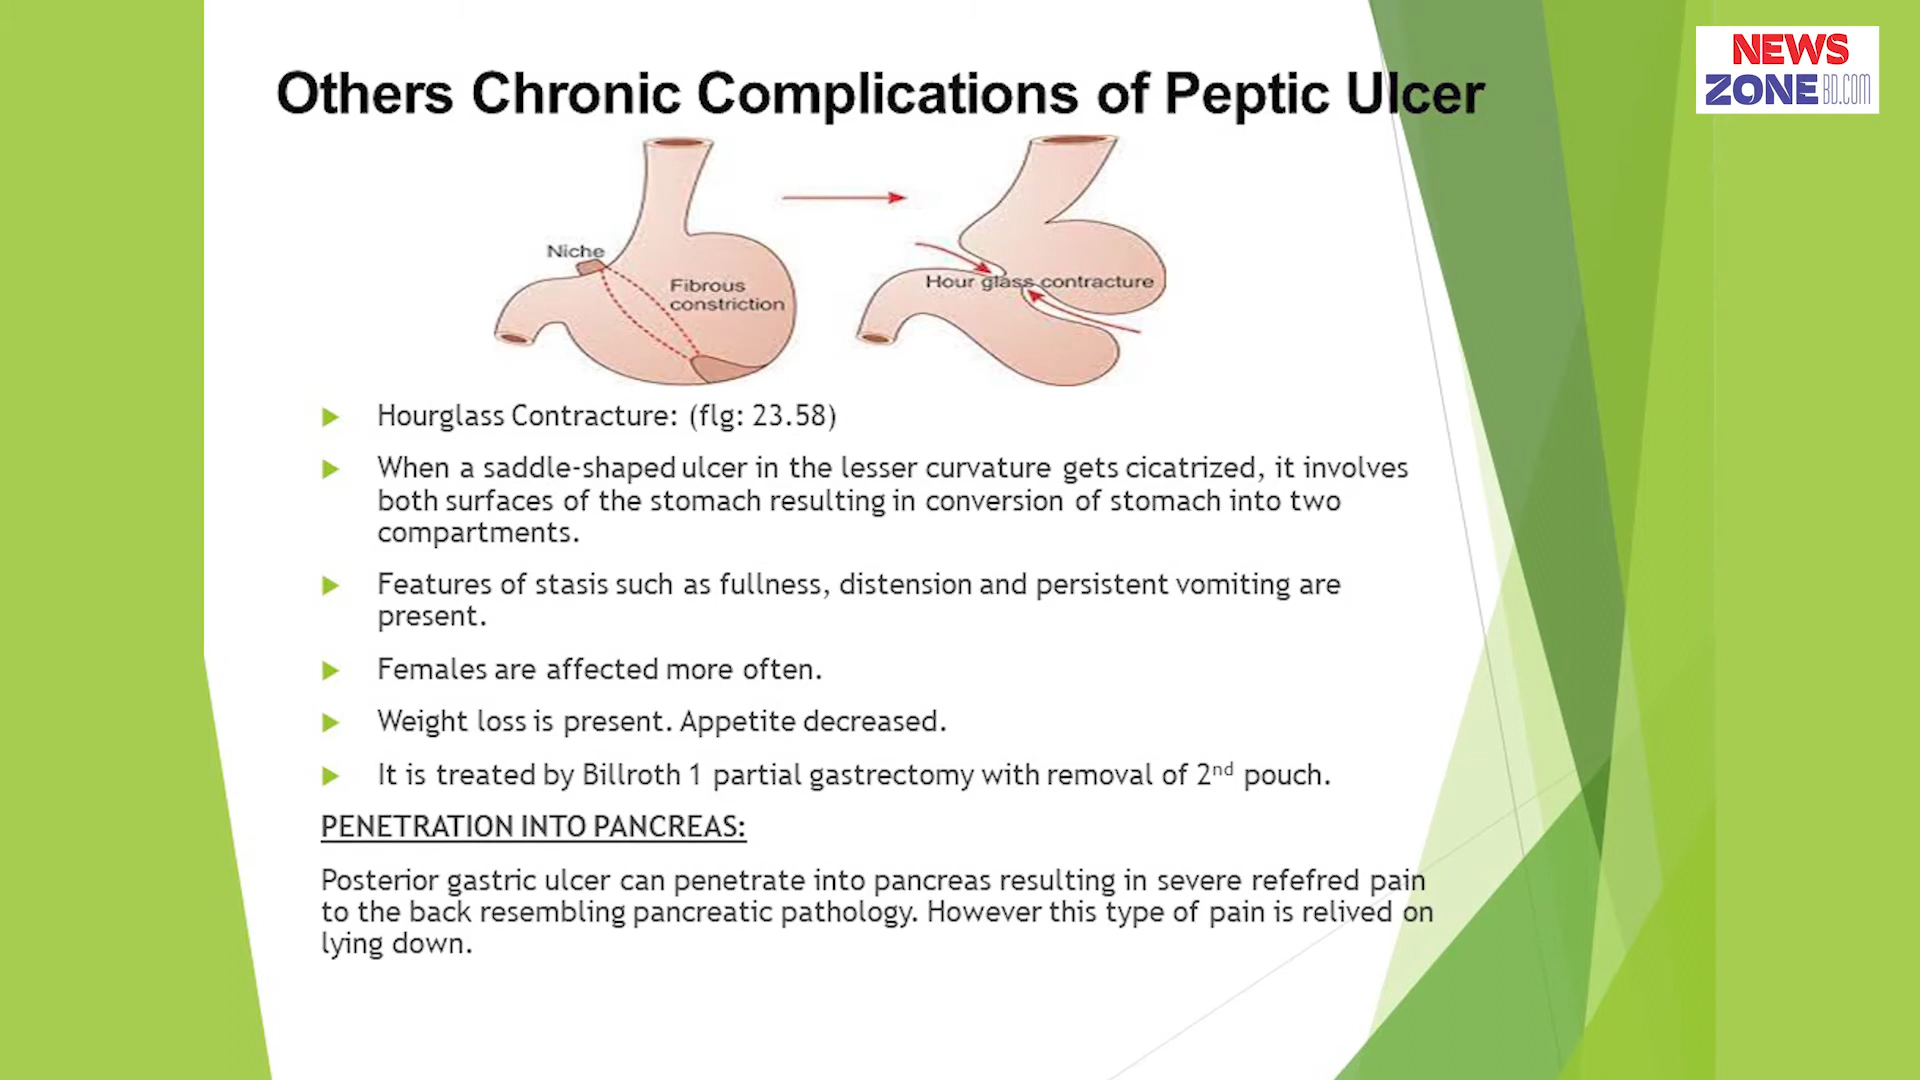 Others Chronic Complications of Peptic Ulcer
NEWS
ZONE BD.COM
Niche
Fibrous
constriction
Hour glass contracture
Hourglass Contracture: (flg: 23.58)
When a saddle-shaped ulcer in the lesser curvature gets cicatrized, it involves
both surfaces of the stomach resulting in conversion of stomach into two
compartments.
Features of stasis such as fullness, distension and persistent vomiting are
present.
Females are affected more often.
Weight loss is present. Appetite decreased.
It is treated by Billroth 1 partial gastrectomy with removal of 2nd pouch.
PENETRATION INTO PANCREAS:
Posterior gastric ulcer can penetrate into pancreas resulting in severe refefred pain
to the back resembling pancreatic pathology. However this type of pain is relived on
lying down.